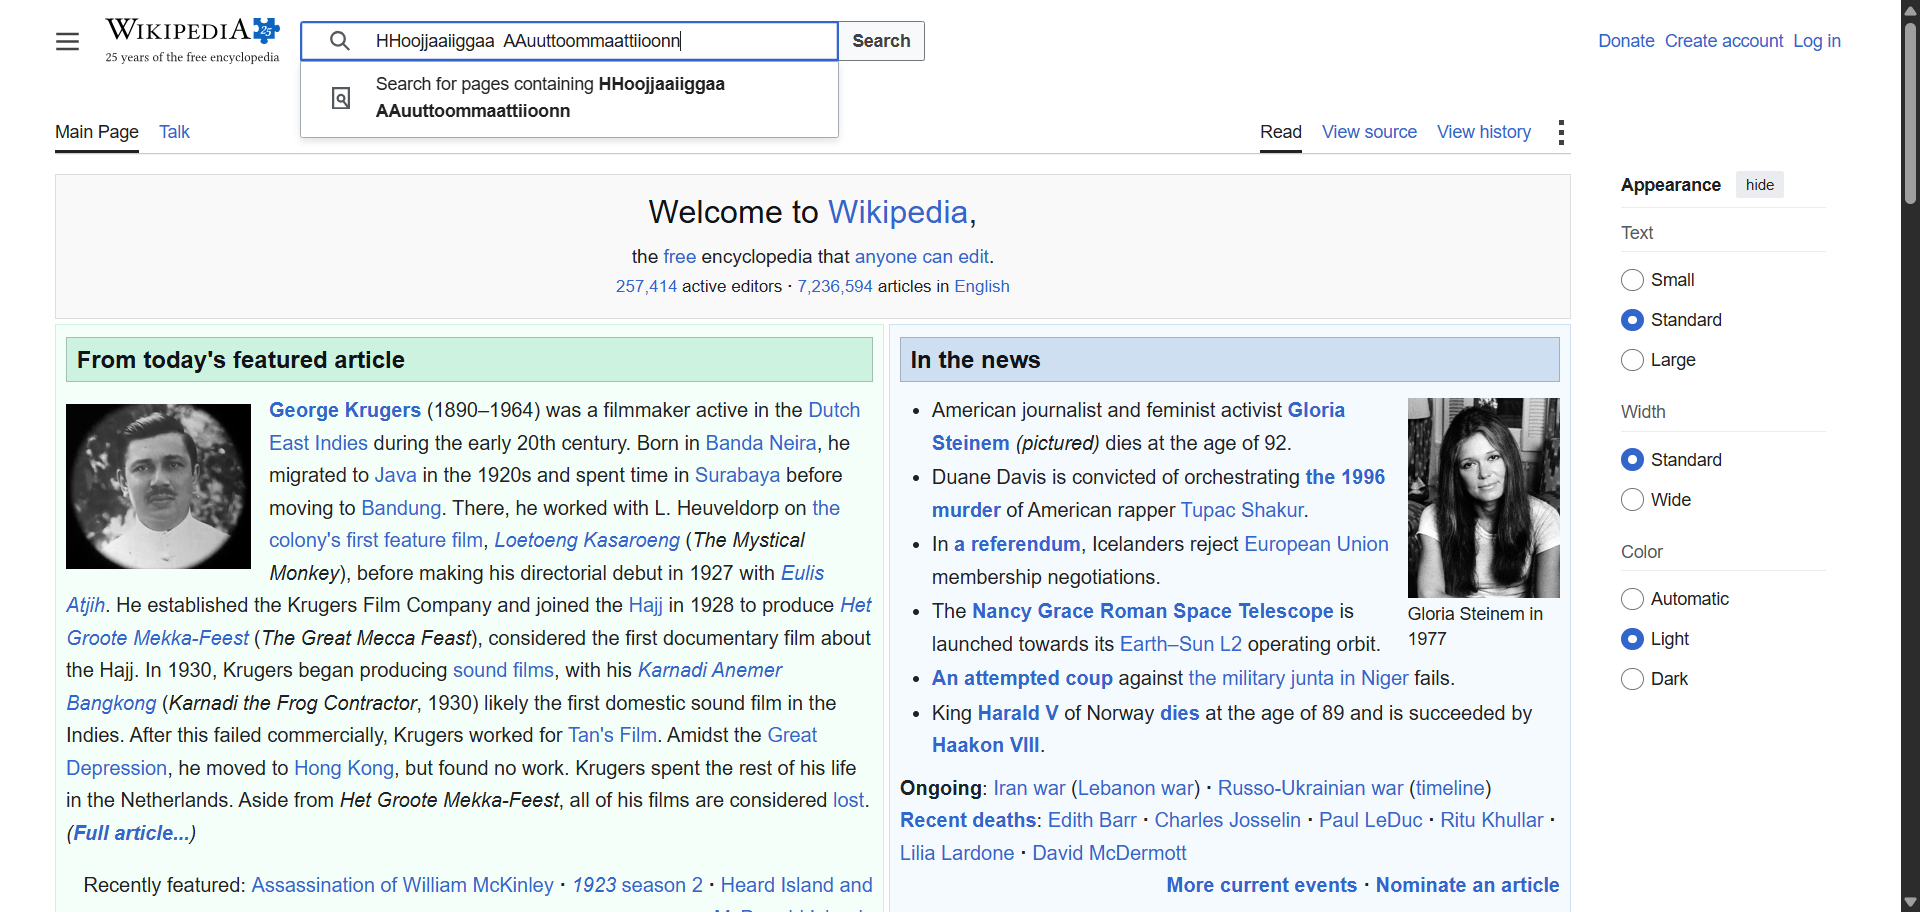 WIKIPEDIA 25
25 years of the free encyclopedia
HHoojjaaiiggaa  AAuuttoommaattiioonn
Search
Donate Create account Log in
Search for pages containing HHoojjaaiiggaa
AAuuttoommaattiioonn
Main Page Talk
Read View source View history
Welcome to Wikipedia,
the free encyclopedia that anyone can edit.
257,414 active editors · 7,236,594 articles in English
From today's featured article
George Krugers (1890–1964) was a filmmaker active in the Dutch
East Indies during the early 20th century. Born in Banda Neira, he
migrated to Java in the 1920s and spent time in Surabaya before
moving to Bandung. There, he worked with L. Heuveldorp on the
colony's first feature film, Loetoeng Kasaroeng (The Mystical
Monkey), before making his directorial debut in 1927 with Eulis
Atjih. He established the Krugers Film Company and joined the Hajj in 1928 to produce Het
Groote Mekka-Feest (The Great Mecca Feast), considered the first documentary film about
the Hajj. In 1930, Krugers began producing sound films, with his Karnadi Anemer
Bangkong (Karnadi the Frog Contractor, 1930) likely the first domestic sound film in the
Indies. After this failed commercially, Krugers worked for Tan's Film. Amidst the Great
Depression, he moved to Hong Kong, but found no work. Krugers spent the rest of his life
in the Netherlands. Aside from Het Groote Mekka-Feest, all of his films are considered lost.
(Full article...)
Recently featured: Assassination of William McKinley · 1923 season 2 · Heard Island and
In the news
American journalist and feminist activist Gloria
Steinem (pictured) dies at the age of 92.
Duane Davis is convicted of orchestrating the 1996
murder of American rapper Tupac Shakur.
In a referendum, Icelanders reject European Union
membership negotiations.
The Nancy Grace Roman Space Telescope is
launched towards its Earth–Sun L2 operating orbit.
An attempted coup against the military junta in Niger fails.
King Harald V of Norway dies at the age of 89 and is succeeded by
Haakon VIII.
Gloria Steinem in
1977
Ongoing: Iran war (Lebanon war) · Russo-Ukrainian war (timeline)
Recent deaths: Edith Barr · Charles Josselin · Paul LeDuc · Ritu Khullar ·
Lilia Lardone · David McDermott
More current events · Nominate an article
Appearance hide
Text
Small
Standard
Large
Width
Standard
Wide
Color
Automatic
Light
Dark